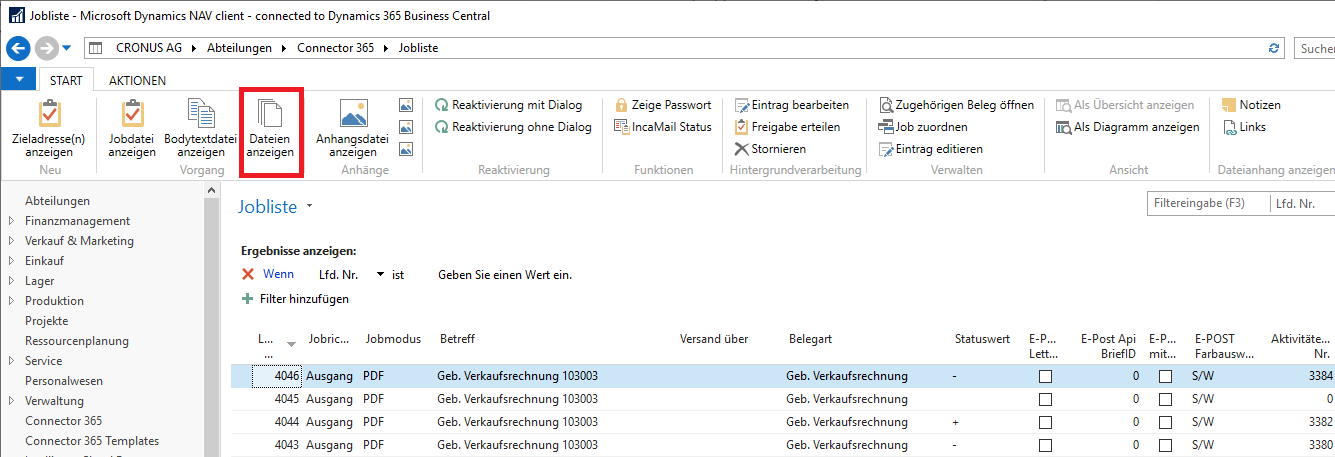 Jobliste - Microsoft Dynamics NAV client - connected to Dynamics 365 Business Central
CRONUS AG ▸ Abteilungen ▸ Connector 365 ▸ Jobliste
Suchen
START AKTIONEN
Zieladresse(n) anzeigen
Neu
Jobdatei anzeigen
Bodytextdatei anzeigen
Dateien anzeigen
Vorgang
Anhangsdatei anzeigen
Anhänge
Reaktivierung mit Dialog
Reaktivierung ohne Dialog
Reaktivierung
Zeige Passwort
IncaMail Status
Funktionen
Eintrag bearbeiten
Freigabe erteilen
Stornieren
Hintergrundverarbeitung
Zugehörigen Beleg öffnen
Job zuordnen
Eintrag editieren
Verwalten
Als Übersicht anzeigen
Als Diagramm anzeigen
Ansicht
Notizen
Links
Dateianhang anzeigen
Abteilungen
Finanzmanagement
Verkauf & Marketing
Einkauf
Lager
Produktion
Projekte
Ressourcenplanung
Service
Personalwesen
Verwaltung
Connector 365
Connector 365 Templates
Jobliste
Filtereingabe (F3) Lfd. Nr.
Ergebnisse anzeigen:
Wenn Lfd. Nr. ist Geben Sie einen Wert ein.
Filter hinzufügen
L... ... Jobric... Jobmodus Betreff Versand über Belegart Statuswert E-P... Lett... E-Post Api BriefID E-P... mit... E-POST Farbausw... Aktivitäte... Nr.
4046 Ausgang PDF Geb. Verkaufsrechnung 103003 Geb. Verkaufsrechnung - 0 S/W 3384
4045 Ausgang PDF Geb. Verkaufsrechnung 103003 Geb. Verkaufsrechnung 0 S/W 0
4044 Ausgang PDF Geb. Verkaufsrechnung 103003 Geb. Verkaufsrechnung + 0 S/W 3382
4043 Ausgang PDF Geb. Verkaufsrechnung 103003 Geb. Verkaufsrechnung - 0 S/W 3380